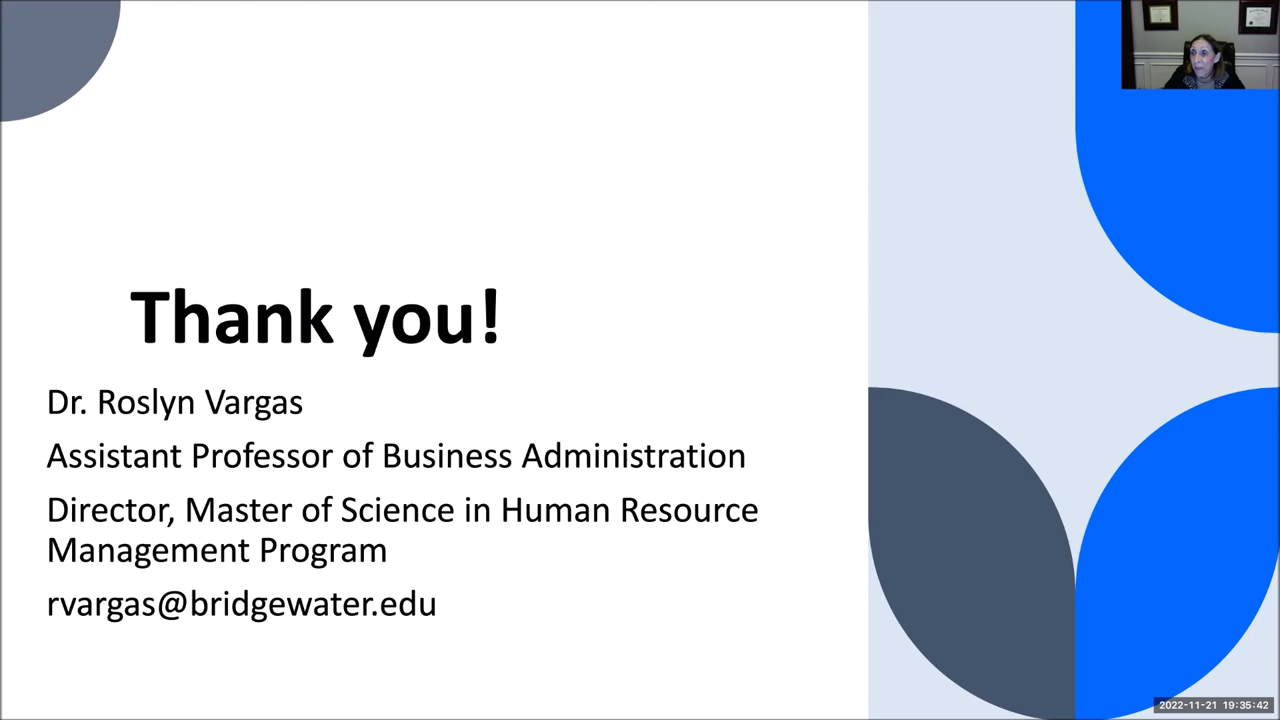 Thank you!
Dr. Roslyn Vargas
Assistant Professor of Business Administration
Director, Master of Science in Human Resource
Management Program
rvargas@bridgewater.edu
2022-11-21 19:35:42